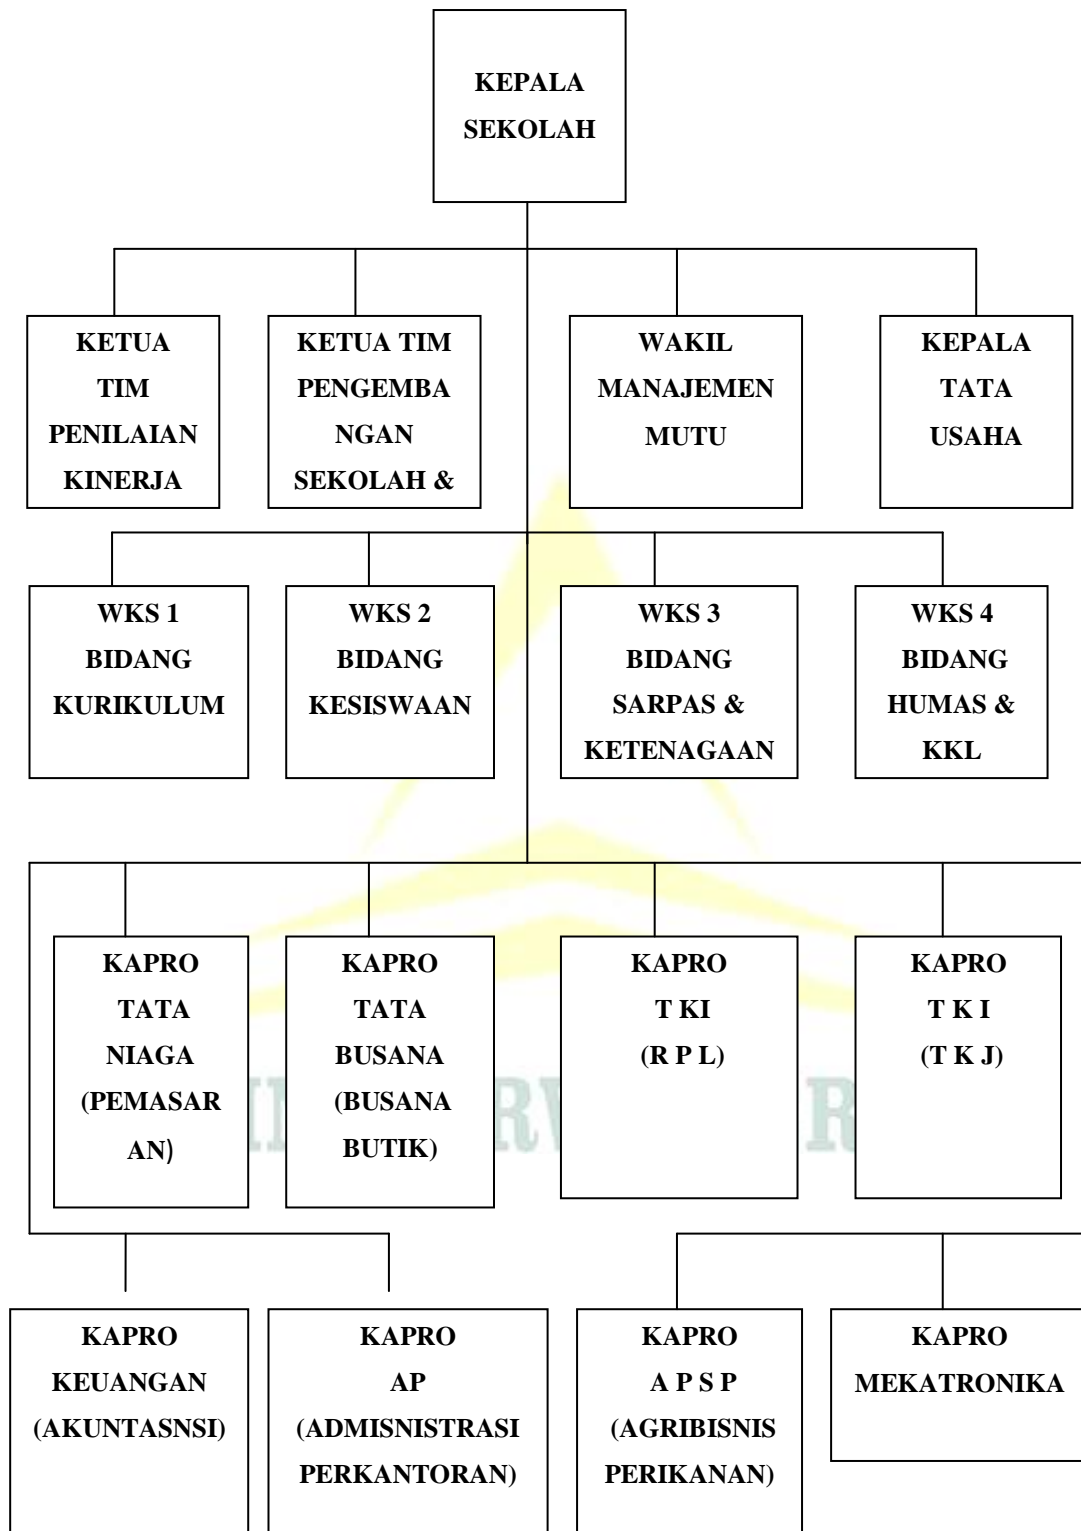 KEPALA
SEKOLAH
KETUA
TIM
PENILAIAN
KINERJA
KETUA TIM
PENGEMBA
NGAN
SEKOLAH &
WAKIL
MANAJEMEN
MUTU
KEPALA
TATA
USAHA
WKS 1
BIDANG
KURIKULUM
WKS 2
BIDANG
KESISWAAN
WKS 3
BIDANG
SARPAS &
KETENAGAAN
WKS 4
BIDANG
HUMAS &
KKL
KAPRO
TATA
NIAGA
(PEMASAR
AN)
KAPRO
TATA
BUSANA
(BUSANA
BUTIK)
KAPRO
T KI
(R P L)
KAPRO
T K I
(T K J)
KAPRO
KEUANGAN
(AKUNTASNSI)
KAPRO
AP
(ADMISNISTRASI
PERKANTORAN)
KAPRO
A P S P
(AGRIBISNIS
PERIKANAN)
KAPRO
MEKATRONIKA